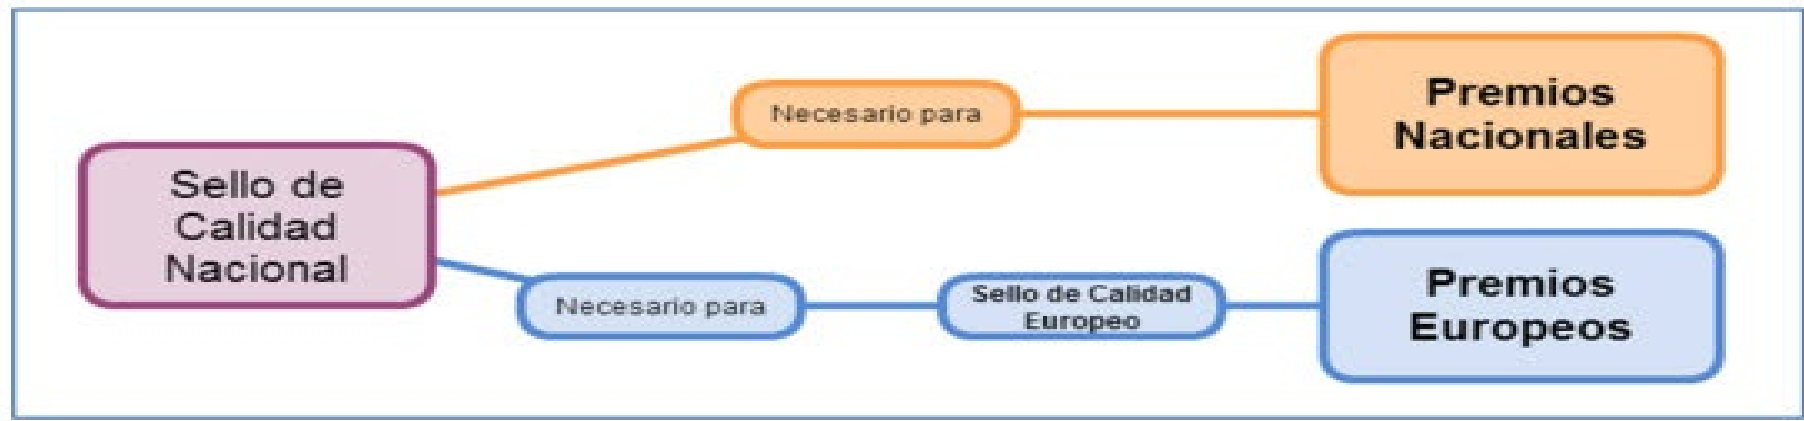 Sello de
Calidad
Nacional
Necesario para
Premios
Nacionales
Necesario para
Sello de Calidad
Europeo
Premios
Europeos